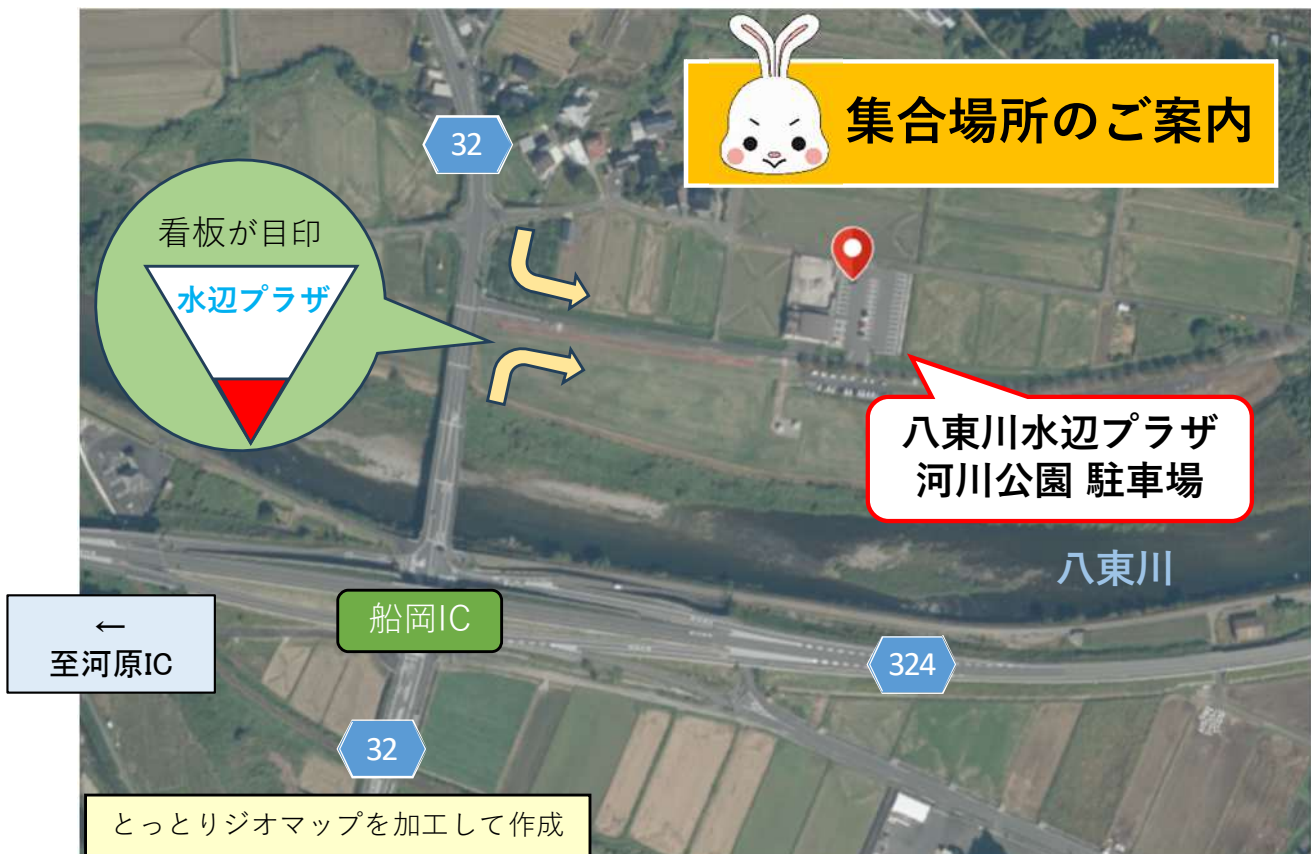 集合場所のご案内
32
看板が目印
水辺プラザ
八東川水辺プラザ
河川公園 駐車場
八東川
船岡IC
←
至河原IC
324
32
とっとりジオマップを加工して作成